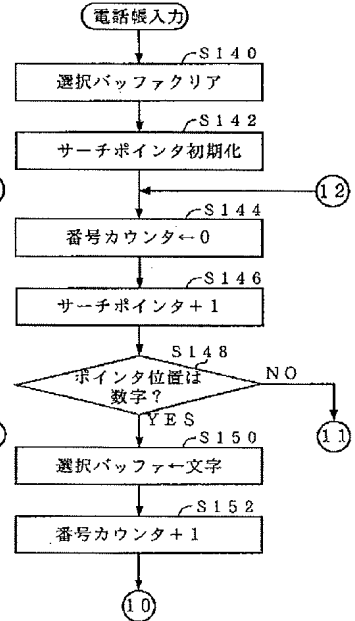 電話帳入力
S140
選択バッファクリア
S142
サーチポインタ初期化
12
S144
番号カウンタ←0
S146
サーチポインタ+1
S148
ポインタ位置は
数字?
NO
YES
11
S150
選択バッファ←文字
S152
番号カウンタ+1
10